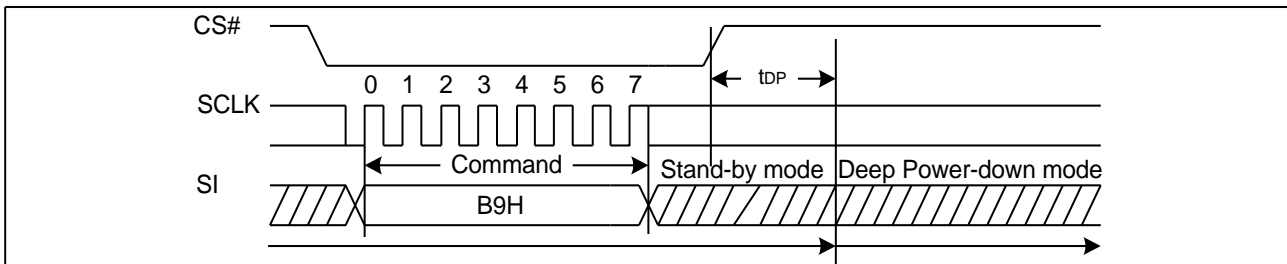 CS#
tDP
0 1 2 3 4 5 6 7
SCLK
Command
Stand-by mode Deep Power-down mode
SI
B9H